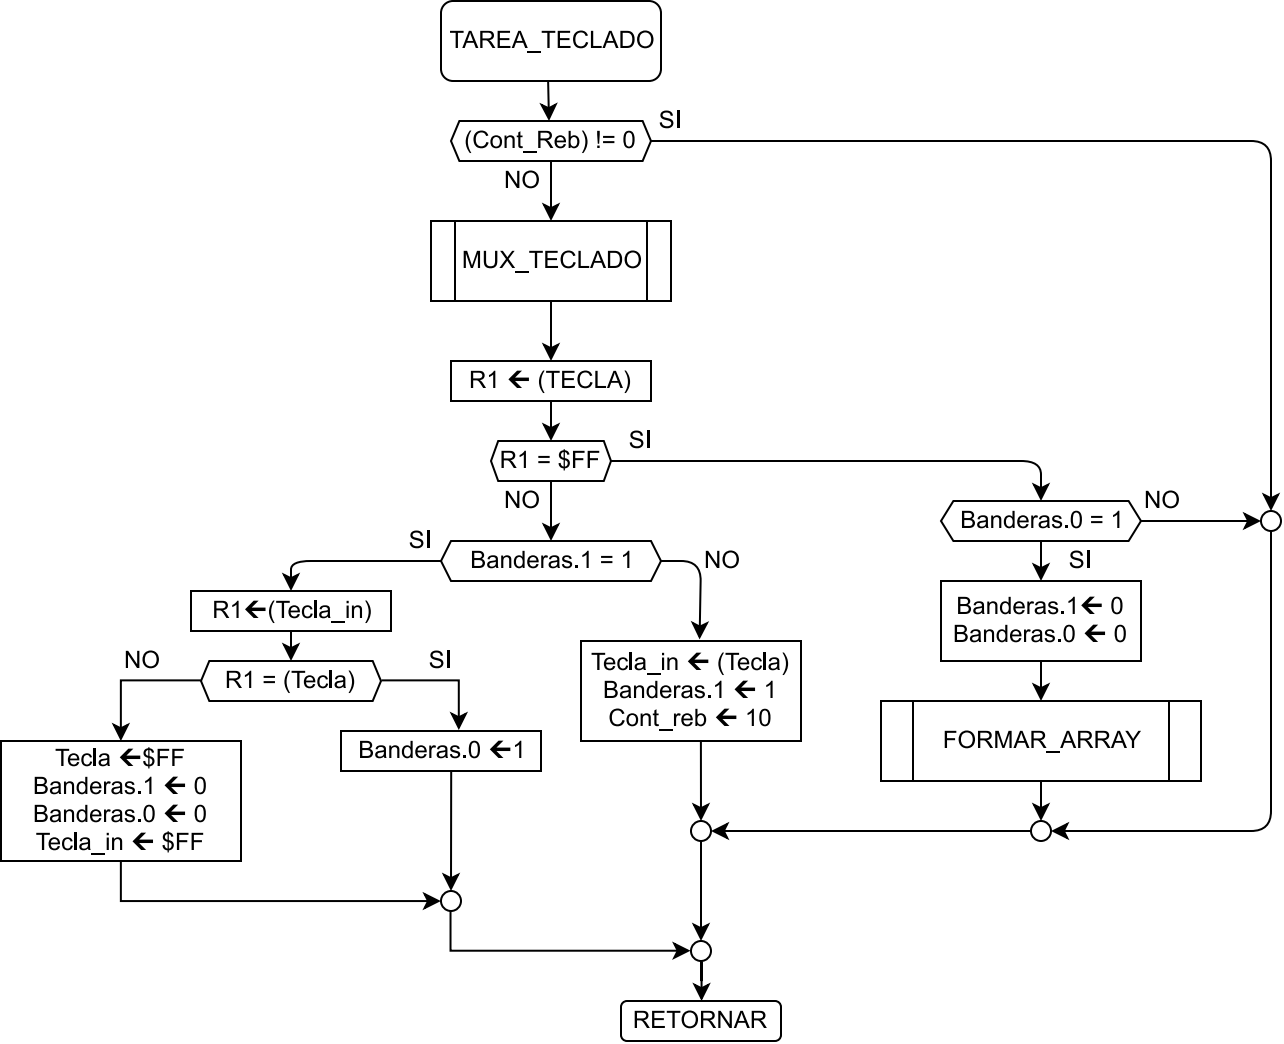 TAREA_TECLADO
SI
(Cont_Reb) != 0
NO
MUX_TECLADO
R1 ← (TECLA)
SI
R1 = $FF
NO
NO
Banderas.0 = 1
SI
SI
Banderas.1 = 1
NO
Banderas.1← 0
Banderas.0 ← 0
R1←(Tecla_in)
NO
SI
R1 = (Tecla)
Tecla_in ← (Tecla)
Banderas.1 ← 1
Cont_reb ← 10
FORMAR_ARRAY
Banderas.0 ←1
Tecla ←$FF
Banderas.1 ← 0
Banderas.0 ← 0
Tecla_in ← $FF
RETORNAR